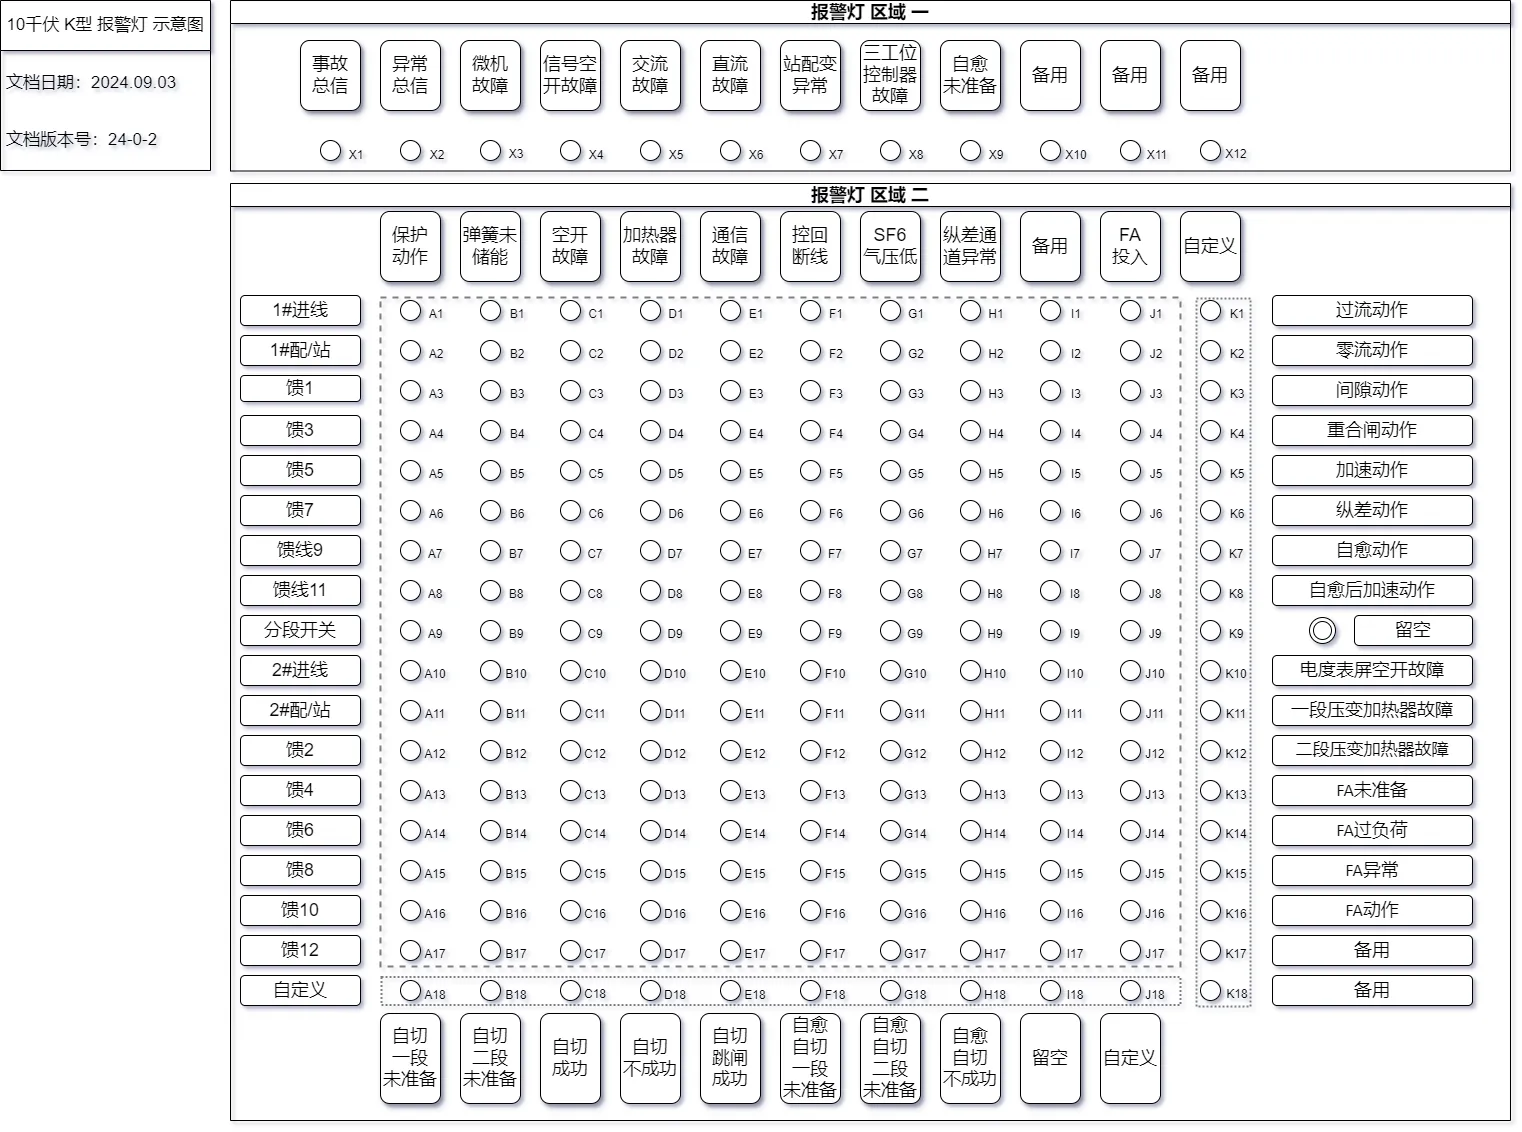 10千伏 K型 报警灯 示意图
文档日期：2024.09.03
文档版本号：24-0-2
报警灯 区域 一
事故
总信
异常
总信
微机
故障
信号空
开故障
交流
故障
直流
故障
站配变
异常
三工位
控制器
故障
自愈
未准备
备用
备用
备用
X1 X2 X3 X4 X5 X6 X7 X8 X9 X10 X11 X12
报警灯 区域 二
保护
动作
弹簧未
储能
空开
故障
加热器
故障
通信
故障
控回
断线
SF6
气压低
纵差通
道异常
备用
FA
投入
自定义
1#进线 A1 B1 C1 D1 E1 F1 G1 H1 I1 J1 K1 过流动作
1#配/站 A2 B2 C2 D2 E2 F2 G2 H2 I2 J2 K2 零流动作
馈1 A3 B3 C3 D3 E3 F3 G3 H3 I3 J3 K3 间隙动作
馈3 A4 B4 C4 D4 E4 F4 G4 H4 I4 J4 K4 重合闸动作
馈5 A5 B5 C5 D5 E5 F5 G5 H5 I5 J5 K5 加速动作
馈7 A6 B6 C6 D6 E6 F6 G6 H6 I6 J6 K6 纵差动作
馈线9 A7 B7 C7 D7 E7 F7 G7 H7 I7 J7 K7 自愈动作
馈线11 A8 B8 C8 D8 E8 F8 G8 H8 I8 J8 K8 自愈后加速动作
分段开关 A9 B9 C9 D9 E9 F9 G9 H9 I9 J9 K9 留空
2#进线 A10 B10 C10 D10 E10 F10 G10 H10 I10 J10 K10 电度表屏空开故障
2#配/站 A11 B11 C11 D11 E11 F11 G11 H11 I11 J11 K11 一段压变加热器故障
馈2 A12 B12 C12 D12 E12 F12 G12 H12 I12 J12 K12 二段压变加热器故障
馈4 A13 B13 C13 D13 E13 F13 G13 H13 I13 J13 K13 FA未准备
馈6 A14 B14 C14 D14 E14 F14 G14 H14 I14 J14 K14 FA过负荷
馈8 A15 B15 C15 D15 E15 F15 G15 H15 I15 J15 K15 FA异常
馈10 A16 B16 C16 D16 E16 F16 G16 H16 I16 J16 K16 FA动作
馈12 A17 B17 C17 D17 E17 F17 G17 H17 I17 J17 K17 备用
自定义 A18 B18 C18 D18 E18 F18 G18 H18 I18 J18 K18 备用
自切
一段
未准备
自切
二段
未准备
自切
成功
自切
不成功
自切
跳闸
成功
自愈
自切
一段
未准备
自愈
自切
二段
未准备
自愈
自切
不成功
留空
自定义